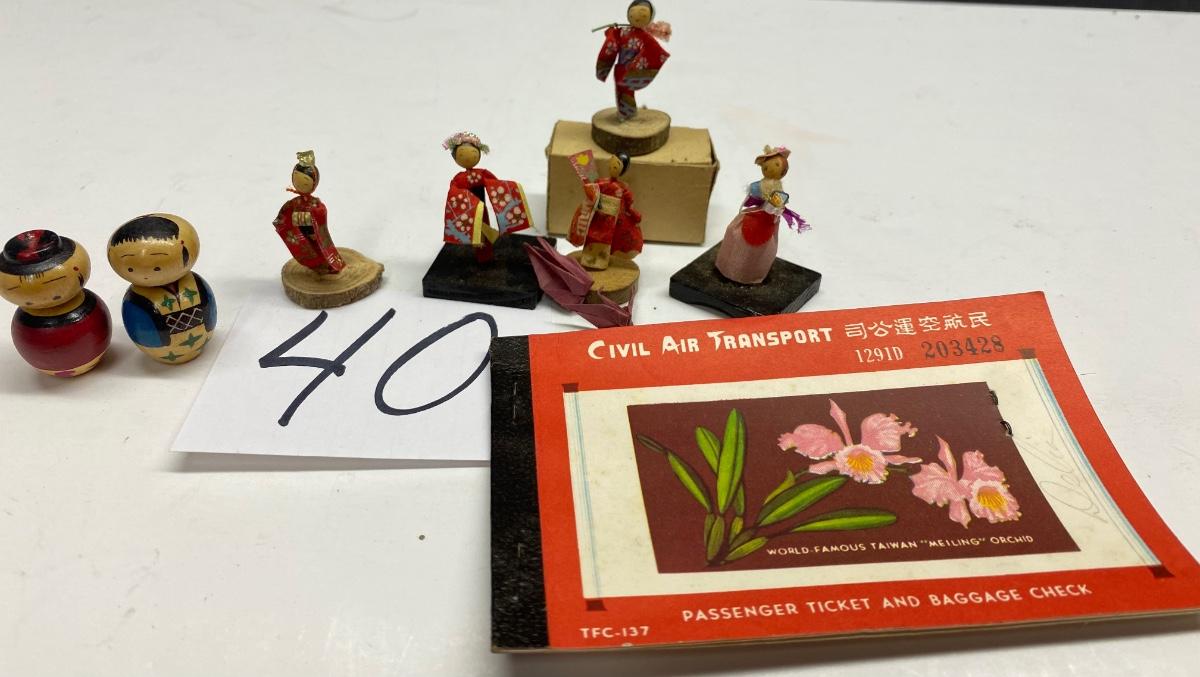 40
CIVIL AIR TRANSPORT 司公運空航民
1291D 203428
WORLD-FAMOUS TAIWAN "MEILING" ORCHID
PASSENGER TICKET AND BAGGAGE CHECK
TFC-137